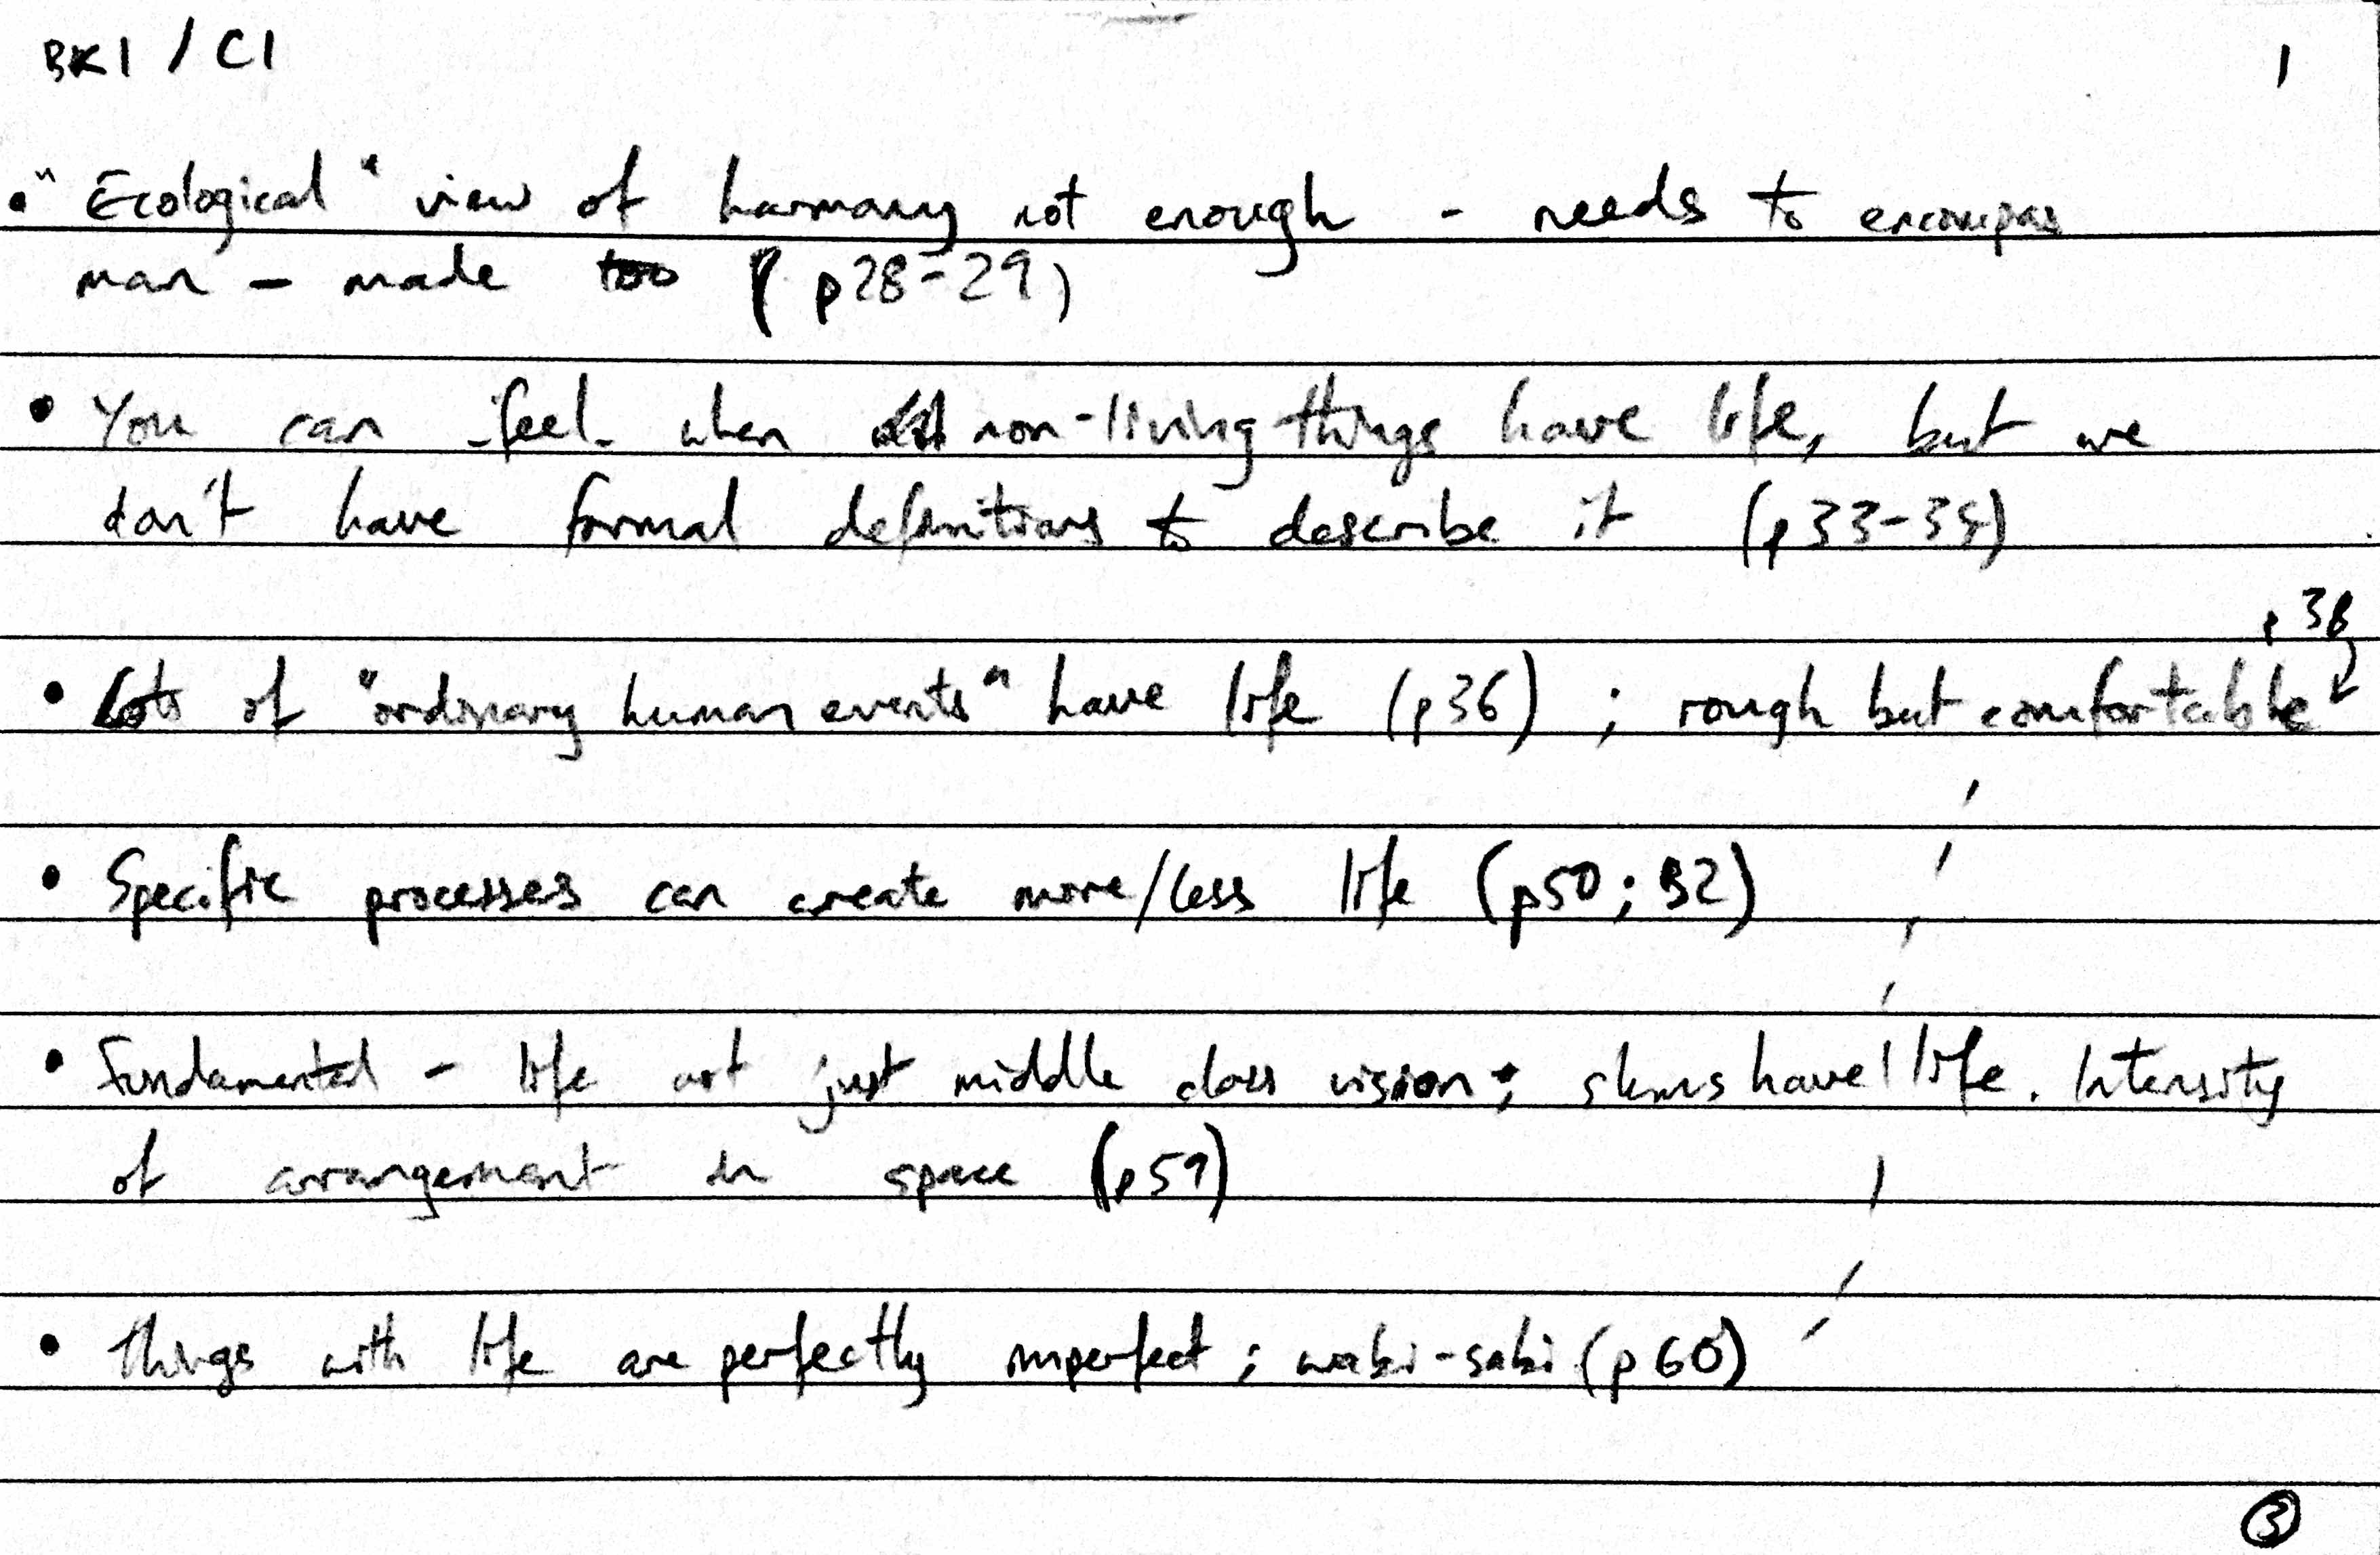 BK1 / C1
1
• "Ecological" view of harmony not enough - needs to encompass
man - made too (p28-29)
• You can _feel_ when non-living things have life, but we
don't have formal definitions to describe it (p33-35)
p38
• Lots of "ordinary human events" have life (p36) ; rough but comfortable
• Specific processes can create more/less life (p50; B2)
• Fundamental - life not just middle class vision; slums have life. Intensity
of arrangement in space (p59)
• Things with life are perfectly imperfect; wabi-sabi (p60)
3